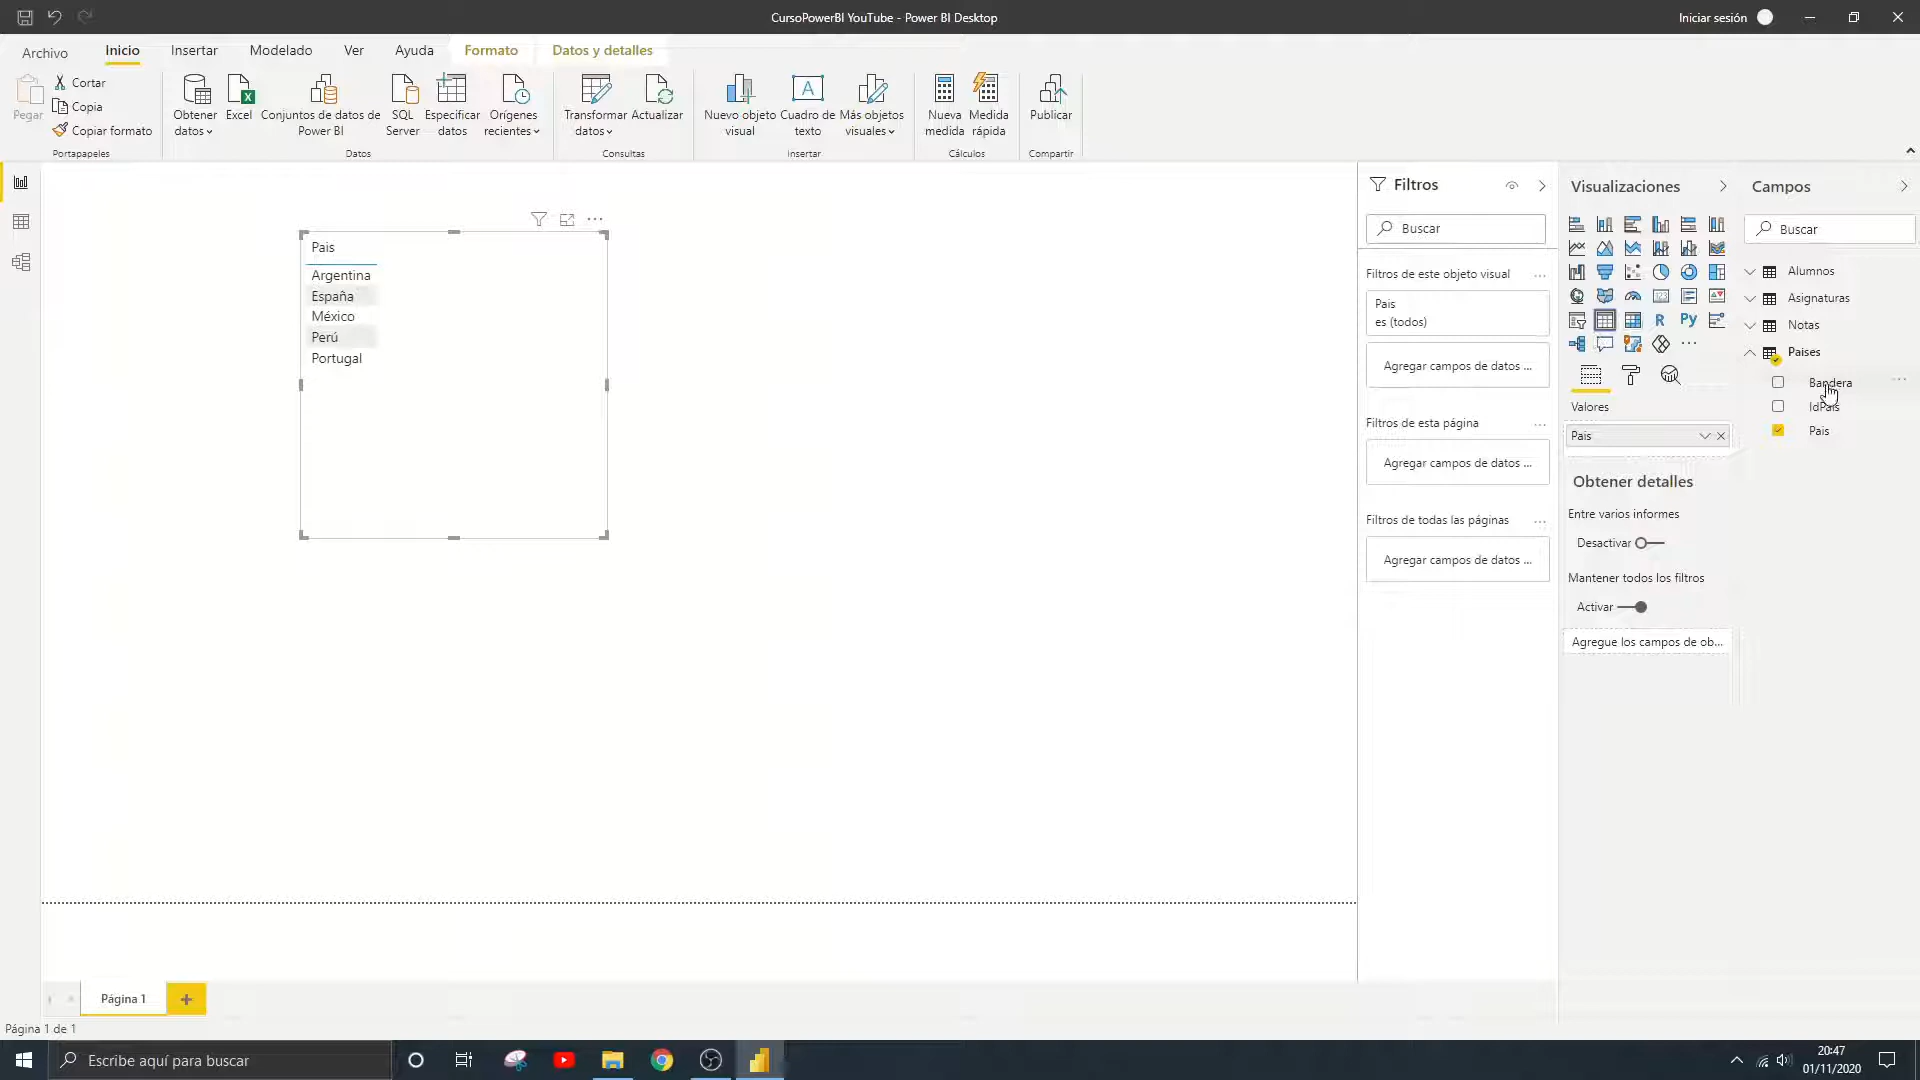 CursoPowerBI YouTube - Power BI Desktop
Iniciar sesión
Archivo
Inicio
Insertar
Modelado
Ver
Ayuda
Formato
Datos y detalles
Pegar
Cortar
Copia
Copiar formato
Portapapeles
Obtener
datos
Excel
Conjuntos de datos de
Power BI
SQL
Server
Especificar
datos
Orígenes
recientes
Datos
Transformar
datos
Actualizar
Consultas
Nuevo objeto
visual
Cuadro de
texto
Más objetos
visuales
Insertar
Nueva
medida
Medida
rápida
Cálculos
Publicar
Compartir
Pais
Argentina
España
México
Perú
Portugal
Filtros
Buscar
Filtros de este objeto visual
Pais
es (todos)
Agregar campos de datos ...
Filtros de esta página
Agregar campos de datos ...
Filtros de todas las páginas
Agregar campos de datos ...
Visualizaciones
R
Py
Valores
Pais
Obtener detalles
Entre varios informes
Desactivar
Mantener todos los filtros
Activar
Agregue los campos de ob...
Campos
Buscar
Alumnos
Asignaturas
Notas
Paises
Bandera
IdPais
Pais
Página 1
Página 1 de 1
Escribe aquí para buscar
20:47
01/11/2020